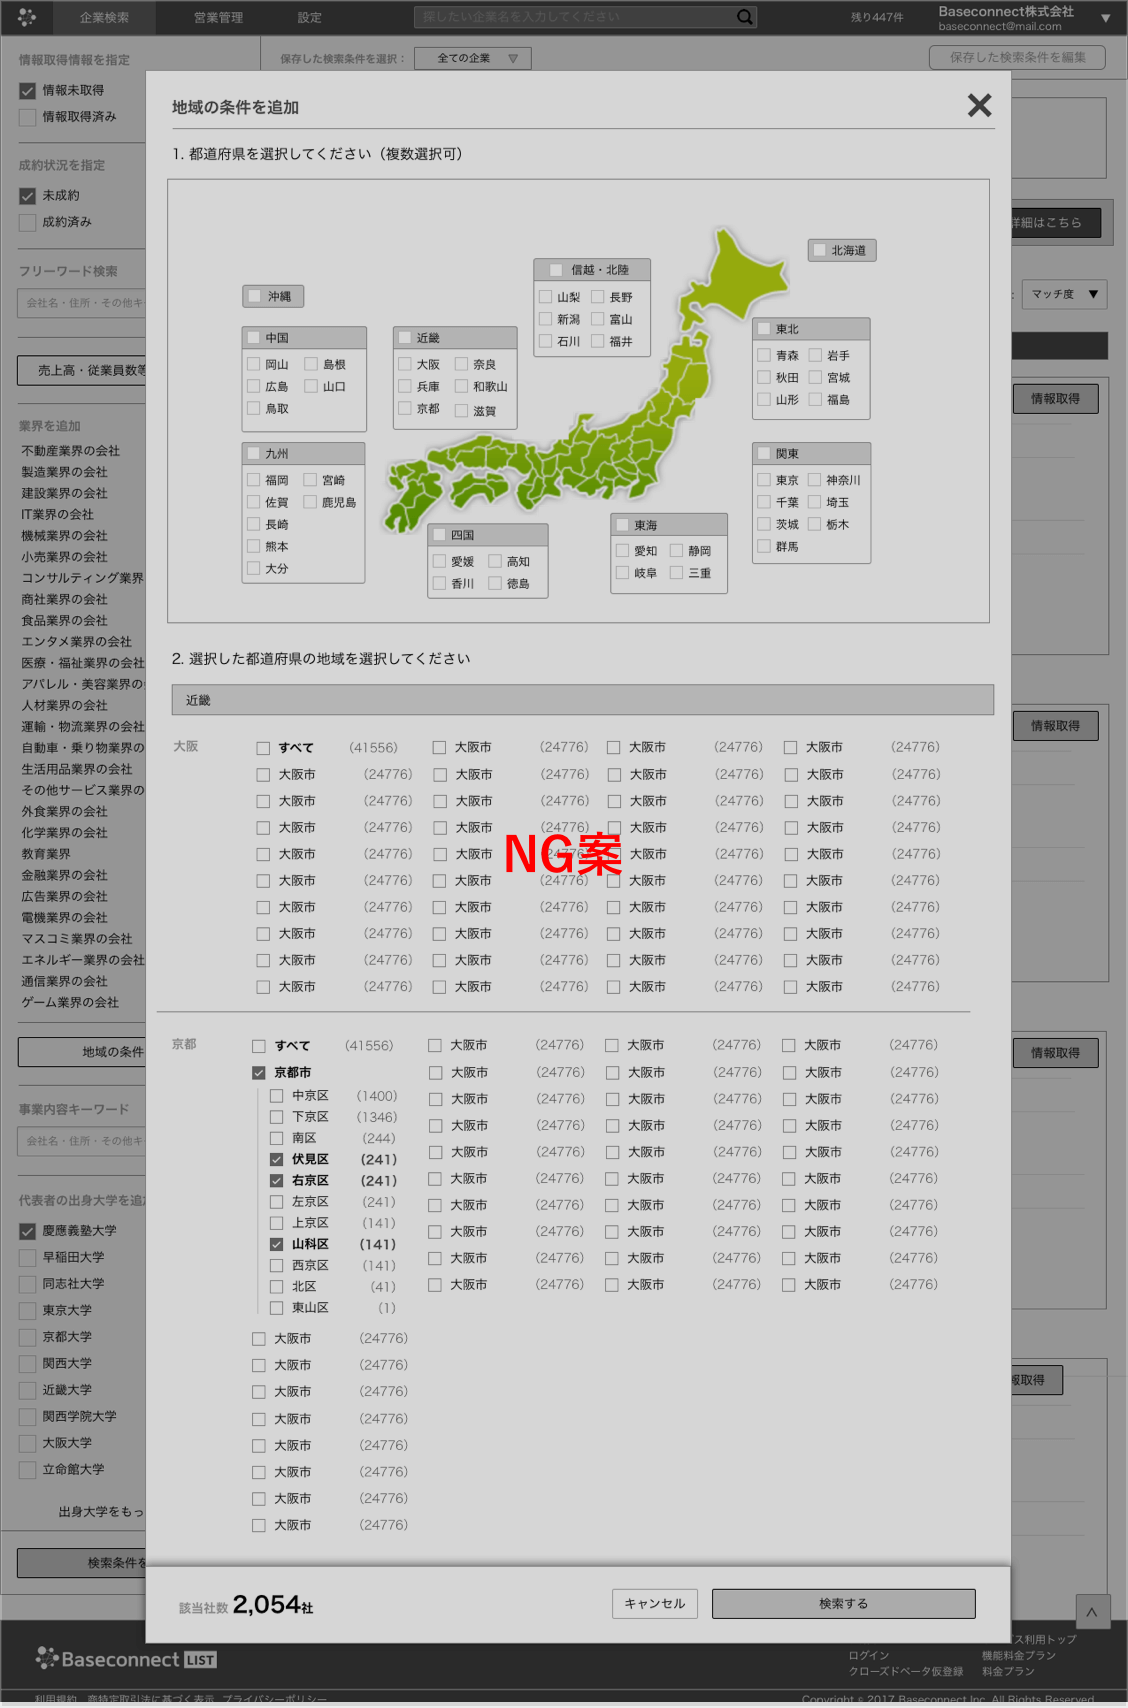 企業検索 営業管理 設定 探したい企業名を入力してください 残り447件 Baseconnect株式会社 ▼
baseconnect@mail.com
情報取得情報を指定 保存した検索条件を選択： 全ての企業 ▽ 保存した検索条件を編集
情報未取得
情報取得済み
成約状況を指定
未成約
成約済み
フリーワード検索
会社名・住所・その他キ
売上高・従業員数等
業界を追加
不動産業界の会社
製造業界の会社
建設業界の会社
IT業界の会社
機械業界の会社
小売業界の会社
コンサルティング業界
商社業界の会社
食品業界の会社
エンタメ業界の会社
医療・福祉業界の会社
アパレル・美容業界の
人材業界の会社
運輸・物流業界の会社
自動車・乗り物業界の
生活用品業界の会社
その他サービス業界の
外食業界の会社
化学業界の会社
教育業界
金融業界の会社
広告業界の会社
電機業界の会社
マスコミ業界の会社
エネルギー業界の会社
通信業界の会社
ゲーム業界の会社
地域の条件
事業内容キーワード
会社名・住所・その他キ
代表者の出身大学を追
慶應義塾大学
早稲田大学
同志社大学
東京大学
京都大学
関西大学
近畿大学
関西学院大学
大阪大学
立命館大学
出身大学をもっ
検索条件を
地域の条件を追加
1. 都道府県を選択してください（複数選択可）
北海道
信越・北陸
山梨 長野
新潟 富山
石川 福井
沖縄
中国
岡山 島根
広島 山口
鳥取
近畿
大阪 奈良
兵庫 和歌山
京都 滋賀
東北
青森 岩手
秋田 宮城
山形 福島
九州
福岡 宮崎
佐賀 鹿児島
長崎
熊本
大分
関東
東京 神奈川
千葉 埼玉
茨城 栃木
群馬
四国
愛媛 高知
香川 徳島
東海
愛知 静岡
岐阜 三重
2. 選択した都道府県の地域を選択してください
近畿
大阪 すべて （41556） 大阪市 （24776） 大阪市 （24776） 大阪市 （24776）
大阪市 （24776） 大阪市 （24776） 大阪市 （24776） 大阪市 （24776）
大阪市 （24776） 大阪市 （24776） 大阪市 （24776） 大阪市 （24776）
大阪市 （24776） 大阪市 （24776） 大阪市 （24776） 大阪市 （24776）
NG案
大阪市 （24776） 大阪市 （24776） 大阪市 （24776） 大阪市 （24776）
大阪市 （24776） 大阪市 （24776） 大阪市 （24776） 大阪市 （24776）
大阪市 （24776） 大阪市 （24776） 大阪市 （24776） 大阪市 （24776）
大阪市 （24776） 大阪市 （24776） 大阪市 （24776） 大阪市 （24776）
大阪市 （24776） 大阪市 （24776） 大阪市 （24776） 大阪市 （24776）
大阪市 （24776） 大阪市 （24776） 大阪市 （24776） 大阪市 （24776）
京都 すべて （41556） 大阪市 （24776） 大阪市 （24776） 大阪市 （24776）
京都市 大阪市 （24776） 大阪市 （24776） 大阪市 （24776）
中京区 （1400） 大阪市 （24776） 大阪市 （24776） 大阪市 （24776）
下京区 （1346） 大阪市 （24776） 大阪市 （24776） 大阪市 （24776）
南区 （244） 大阪市 （24776） 大阪市 （24776） 大阪市 （24776）
伏見区 （241）
右京区 （241） 大阪市 （24776） 大阪市 （24776） 大阪市 （24776）
左京区 （241） 大阪市 （24776） 大阪市 （24776） 大阪市 （24776）
上京区 （141） 大阪市 （24776） 大阪市 （24776） 大阪市 （24776）
山科区 （141） 大阪市 （24776） 大阪市 （24776） 大阪市 （24776）
西京区 （141）
北区 （41） 大阪市 （24776） 大阪市 （24776） 大阪市 （24776）
東山区 （1）
大阪市 （24776）
大阪市 （24776）
大阪市 （24776）
大阪市 （24776）
大阪市 （24776）
大阪市 （24776）
大阪市 （24776）
大阪市 （24776）
該当社数 2,054社 キャンセル 検索する
詳細はこちら
マッチ度 ▼
情報取得
情報取得
情報取得
報取得
Baseconnect LIST
ス利用トップ
ログイン 機能料金プラン
クローズドベータ仮登録 料金プラン
利用規約 商特定取引法に基づく表示 プライバシーポリシー Copyright s 2017 Baseconnect Inc. All Rights Reserved